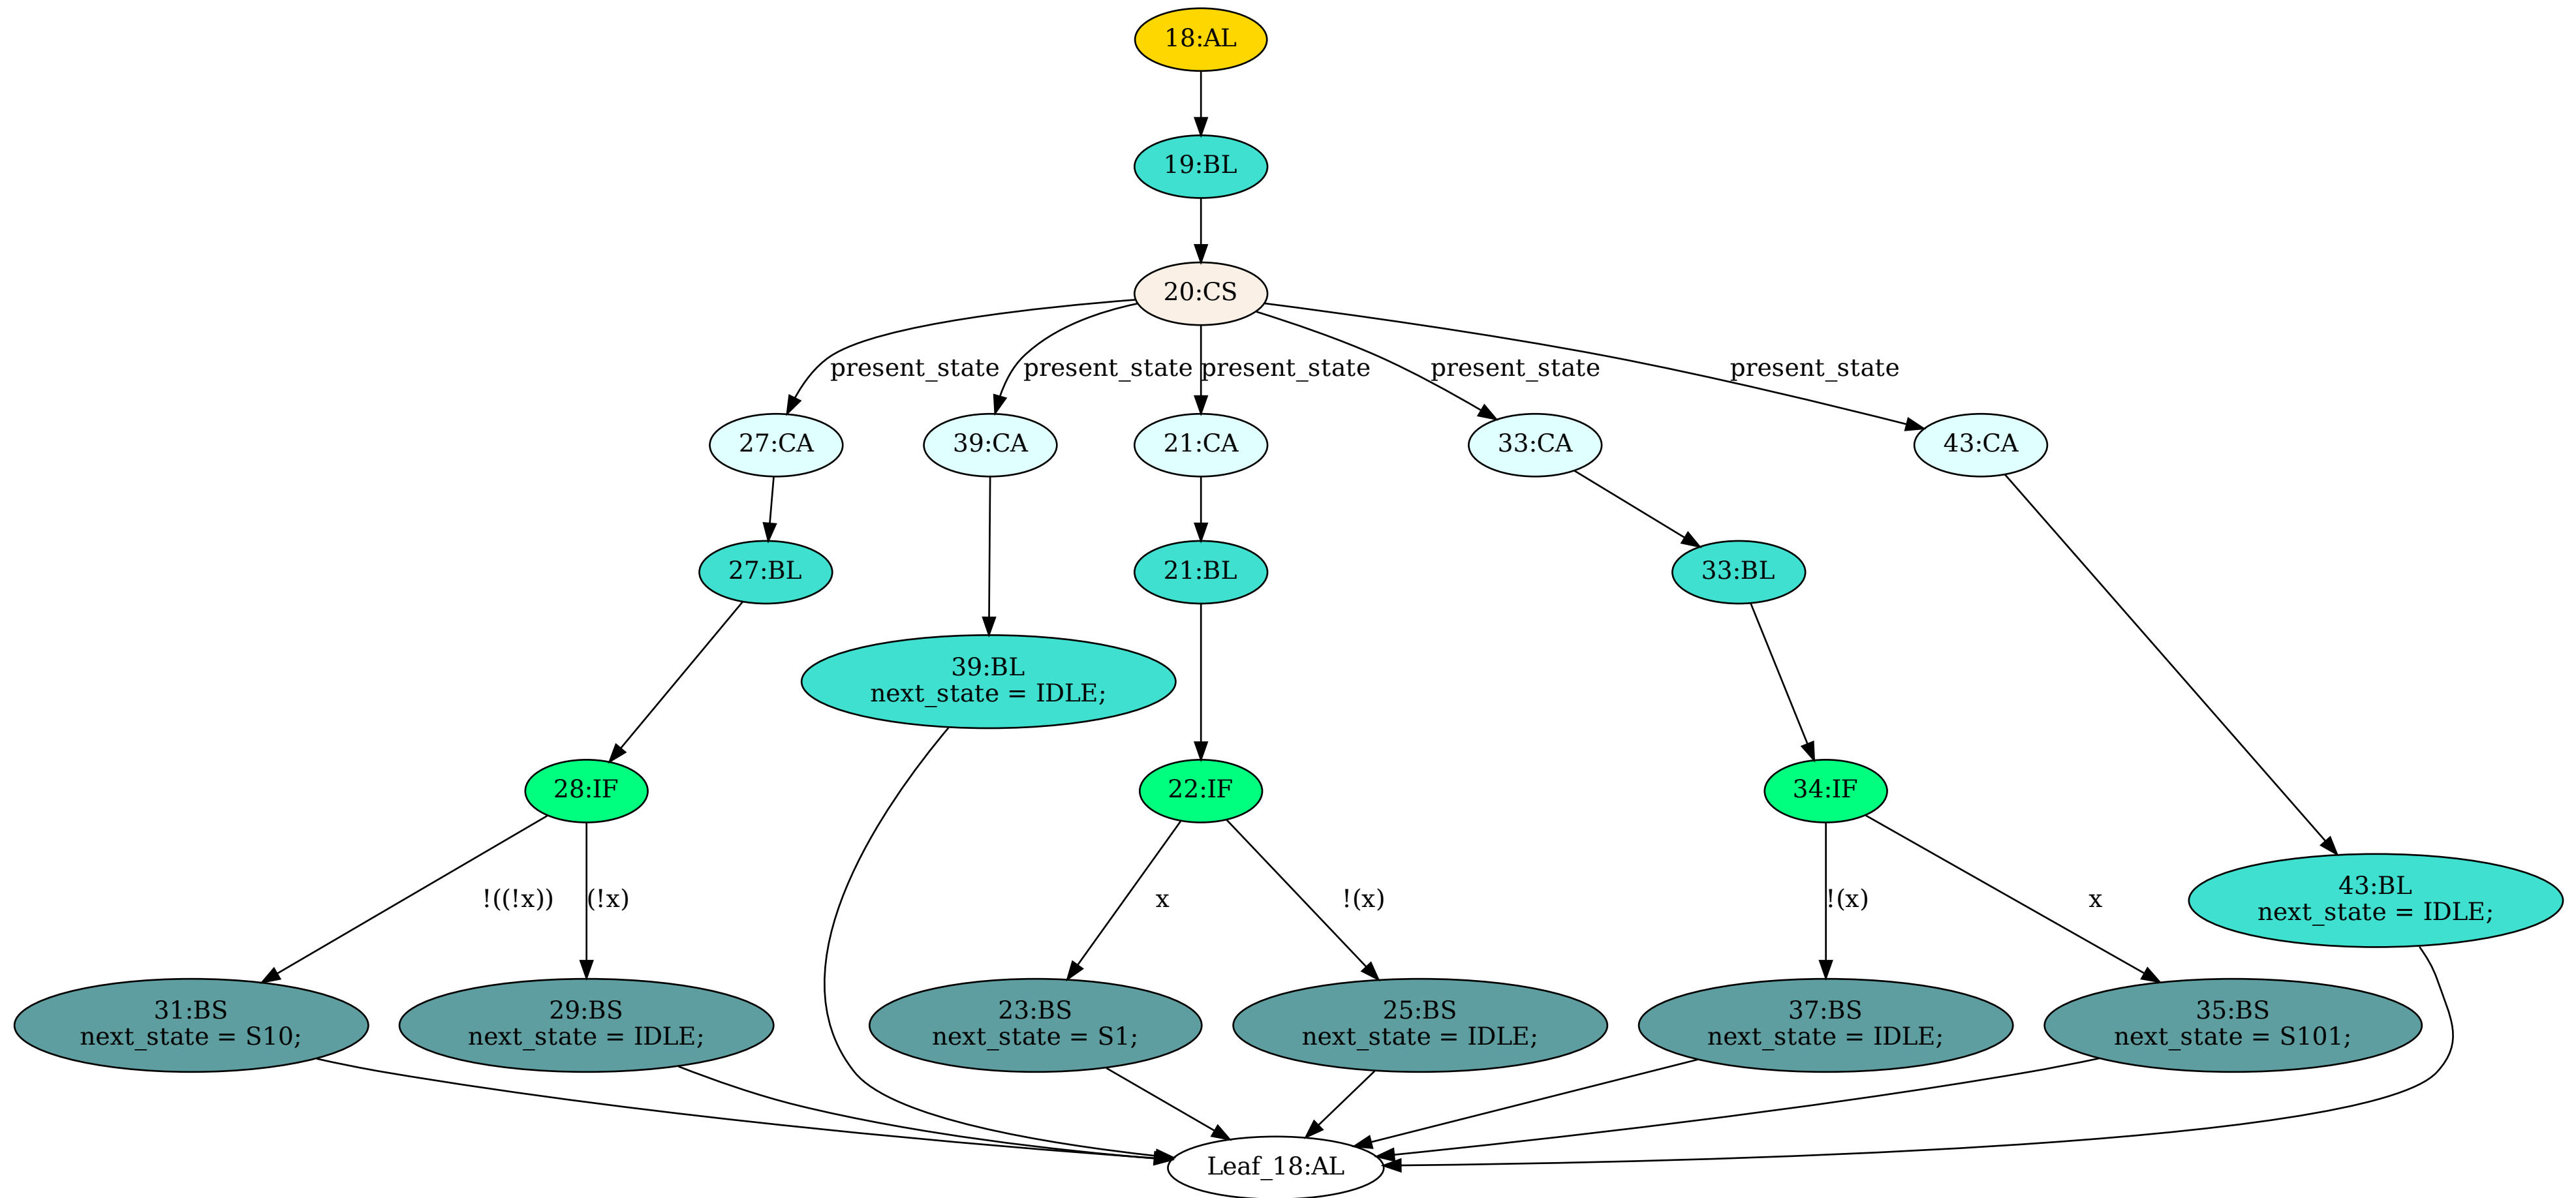 18:AL
19:BL
20:CS
present_state present_state present_state present_state present_state
27:CA 39:CA 21:CA 33:CA 43:CA
27:BL 21:BL 33:BL
39:BL
next_state = IDLE;
28:IF 22:IF 34:IF
!((!x)) (!x) x !(x) !(x) x
43:BL
next_state = IDLE;
31:BS
next_state = S10;
29:BS
next_state = IDLE;
23:BS
next_state = S1;
25:BS
next_state = IDLE;
37:BS
next_state = IDLE;
35:BS
next_state = S101;
Leaf_18:AL